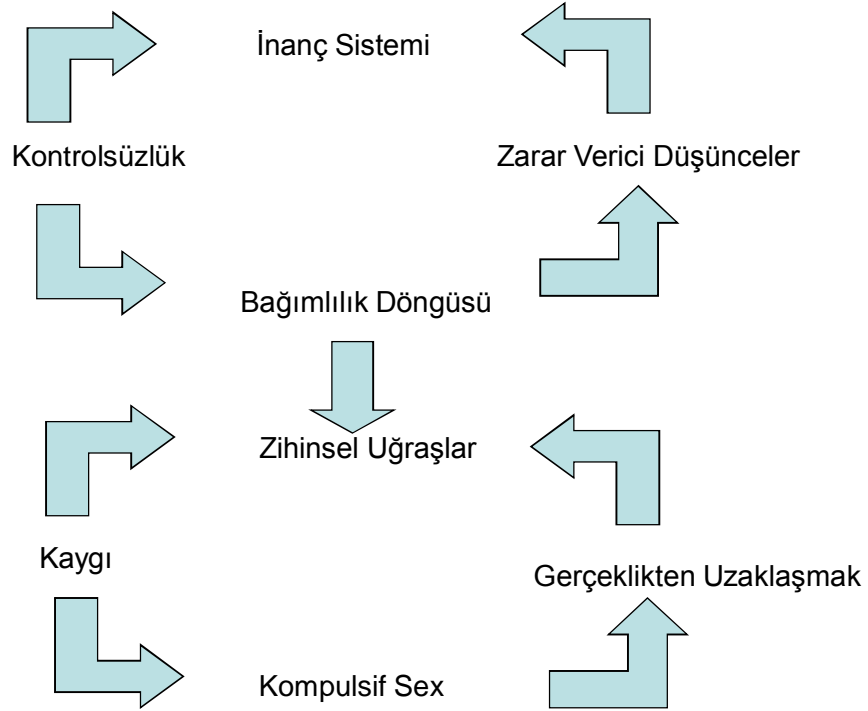 İnanç Sistemi
Kontrolsüzlük
Zarar Verici Düşünceler
Bağımlılık Döngüsü
Zihinsel Uğraşlar
Kaygı
Gerçeklikten Uzaklaşmak
Kompulsif Sex